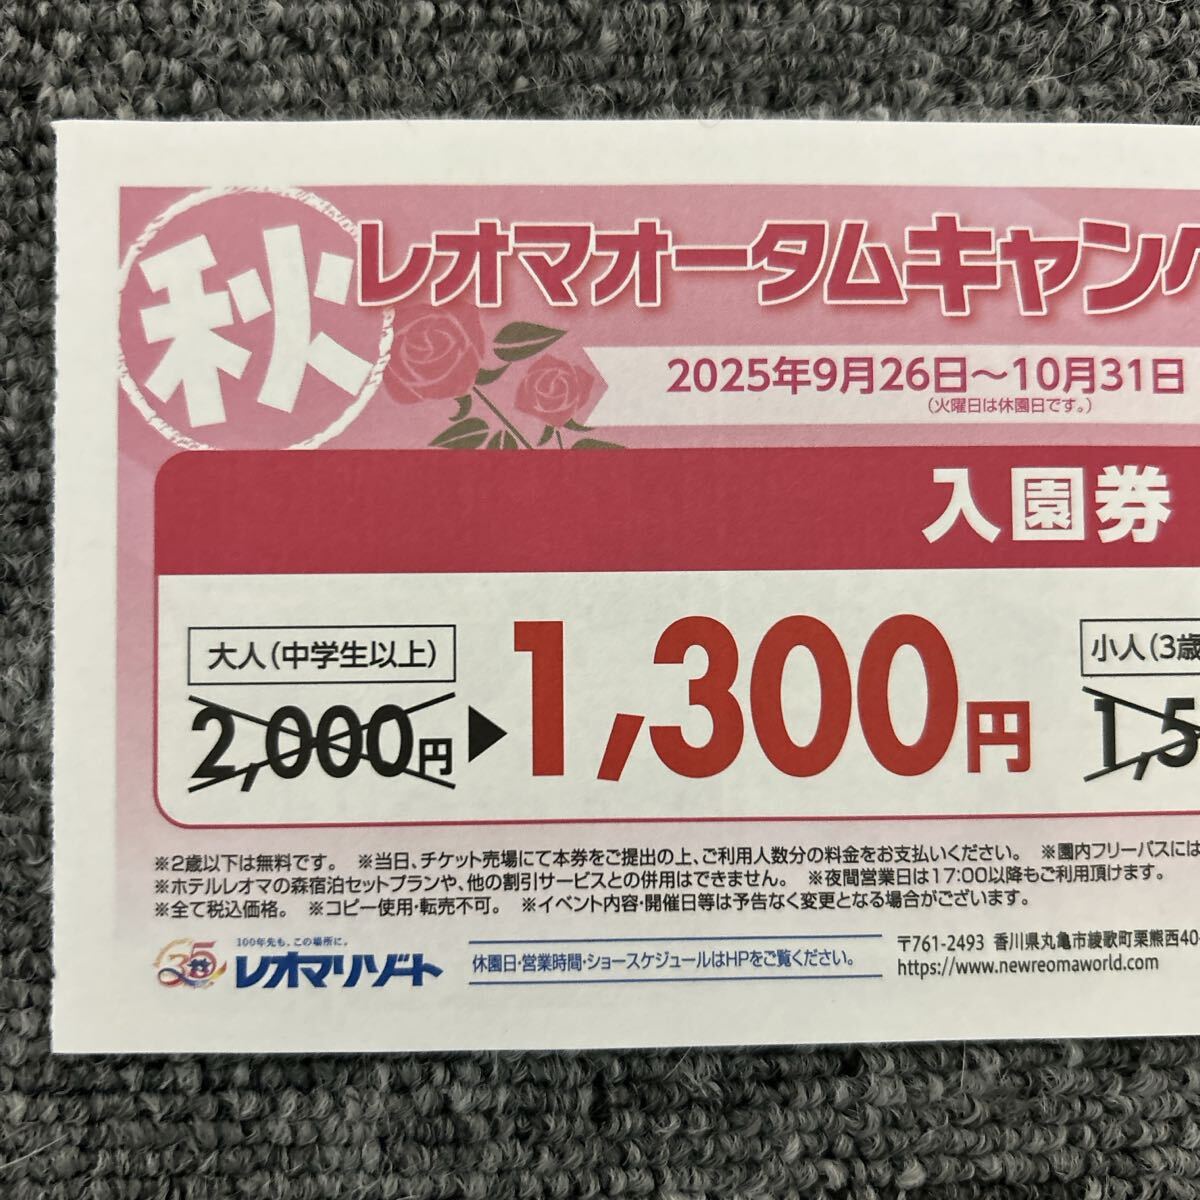 秋
レオマオータムキャン
2025年9月26日～10月31日
(火曜日は休園日です。)
入園券
大人(中学生以上)
2,000円▶1,300円
小人(3歳
1,5
※2歳以下は無料です。 ※当日、チケット売場にて本券をご提出の上、ご利用人数分の料金をお支払いください。 ※園内フリーパスには
※ホテルレオマの森宿泊セットプランや、他の割引サービスとの併用はできません。 ※夜間営業日は17:00以降もご利用頂けます。
※全て税込価格。 ※コピー使用・転売不可。 ※イベント内容・開催日等は予告なく変更となる場合がございます。
35
100年先も、この場所に。
レオマリゾート
休園日・営業時間・ショースケジュールはHPをご覧ください。
〒761-2493 香川県丸亀市綾歌町栗熊西40-
https://www.newreomaworld.com